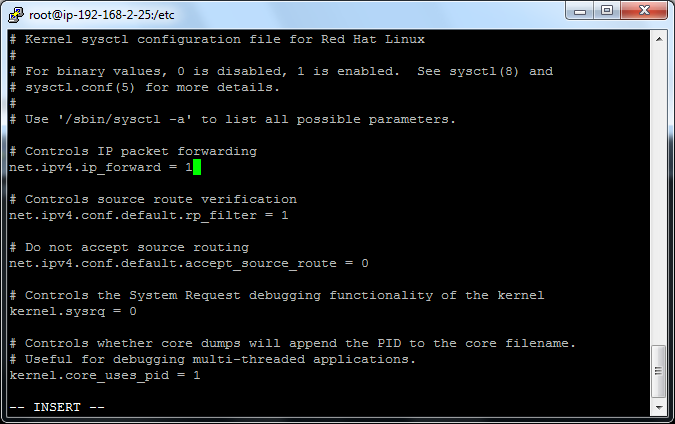 root@ip-192-168-2-25:/etc
# Kernel sysctl configuration file for Red Hat Linux
#
# For binary values, 0 is disabled, 1 is enabled.  See sysctl(8) and
# sysctl.conf(5) for more details.
#
# Use '/sbin/sysctl -a' to list all possible parameters.

# Controls IP packet forwarding
net.ipv4.ip_forward = 1

# Controls source route verification
net.ipv4.conf.default.rp_filter = 1

# Do not accept source routing
net.ipv4.conf.default.accept_source_route = 0

# Controls the System Request debugging functionality of the kernel
kernel.sysrq = 0

# Controls whether core dumps will append the PID to the core filename.
# Useful for debugging multi-threaded applications.
kernel.core_uses_pid = 1

-- INSERT --